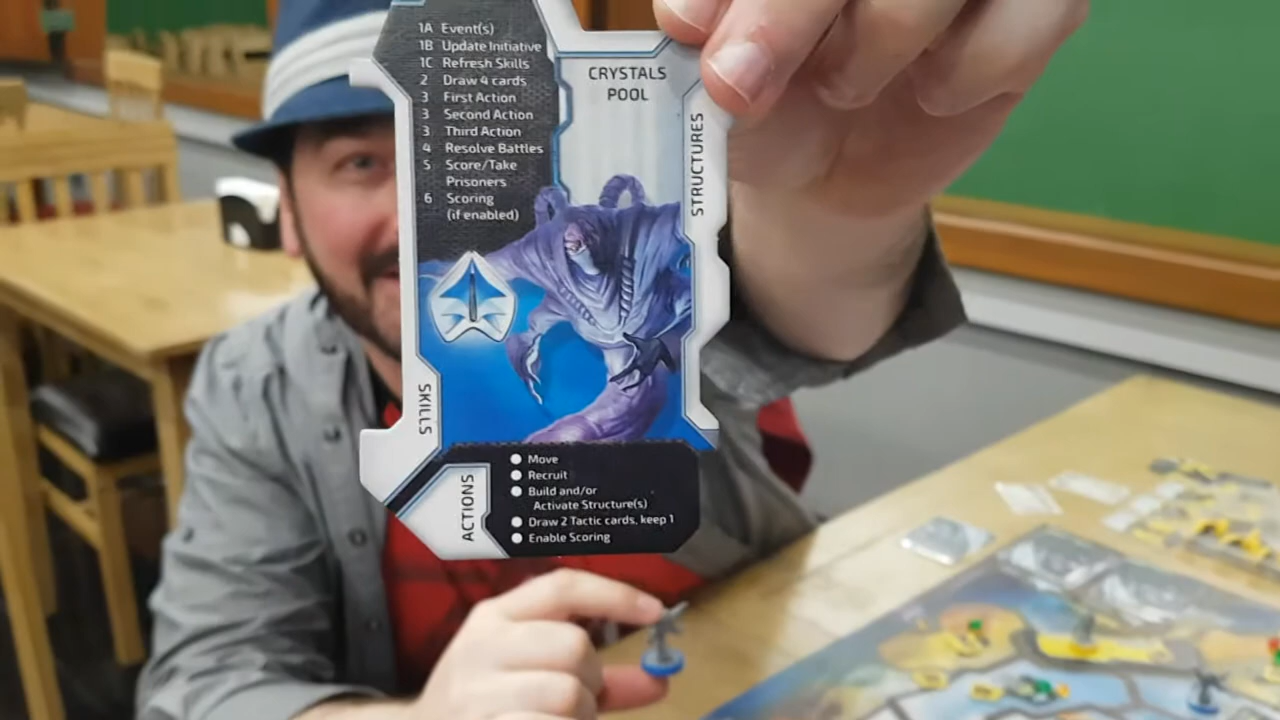 1A Event(s)
1B Update Initiative
1C Refresh Skills
2 Draw 4 cards
3 First Action
3 Second Action
3 Third Action
4 Resolve Battles
5 Score/Take
Prisoners
6 Scoring
(if enabled)
CRYSTALS
POOL
STRUCTURES
SKILLS
ACTIONS
Move
Recruit
Build and/or
Activate Structure(s)
Draw 2 Tactic cards, keep 1
Enable Scoring